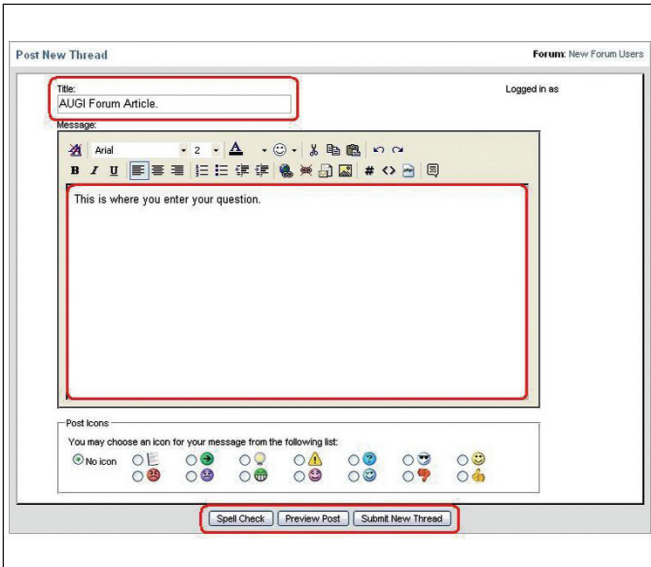 Post New Thread
Forum: New Forum Users
Title:
Logged in as
AUGI Forum Article.
Message:
Arial 2 A
B I U # <>
This is where you enter your question.
Post Icons
You may choose an icon for your message from the following list:
No icon
Spell Check Preview Post Submit New Thread